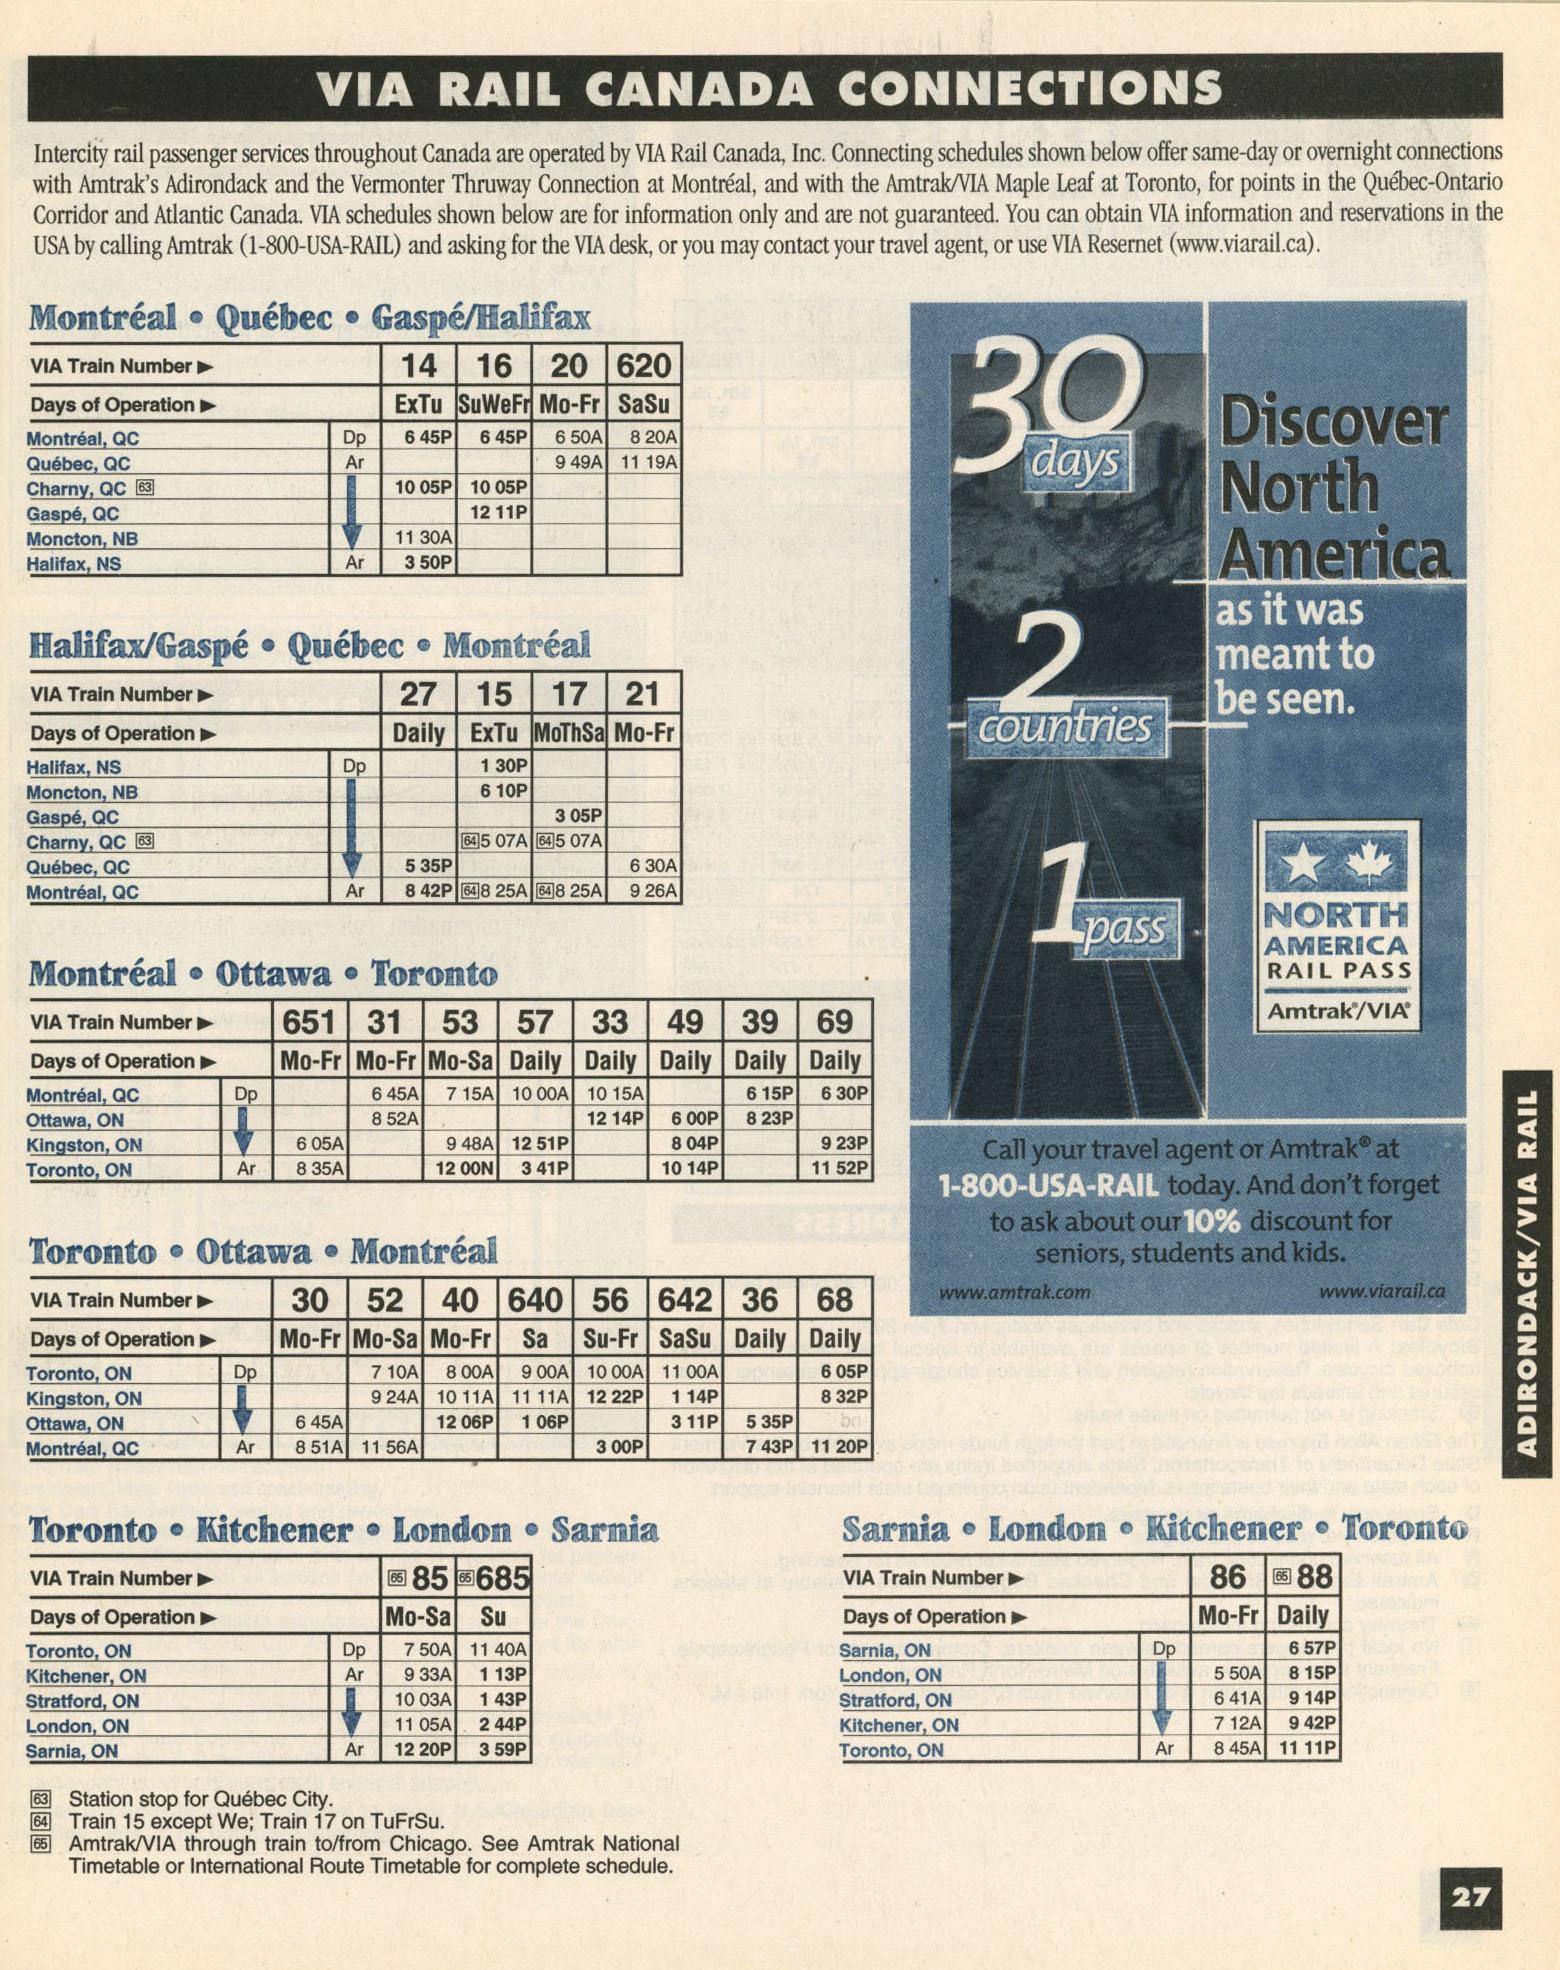 VIA RAIL CANADA CONNECTIONS
Intercity rail passenger services throughout Canada are operated by VIA Rail Canada, Inc. Connecting schedules shown below offer same-day or overnight connections
with Amtrak's Adirondack and the Vermonter Thruway Connection at Montréal, and with the Amtrak/VIA Maple Leaf at Toronto, for points in the Québec-Ontario
Corridor and Atlantic Canada. VIA schedules shown below are for information only and are not guaranteed. You can obtain VIA information and reservations in the
USA by calling Amtrak (1-800-USA-RAIL) and asking for the VIA desk, or you may contact your travel agent, or use VIA Resernet (www.viarail.ca).
Montréal • Québec • Gaspé/Halifax
VIA Train Number ► 14 16 20 620
Days of Operation ► ExTu SuWeFr Mo-Fr SaSu
Montréal, QC Dp 6 45P 6 45P 6 50A 8 20A
Québec, QC Ar 9 49A 11 19A
Charny, QC 63 10 05P 10 05P
Gaspé, QC 12 11P
Moncton, NB 11 30A
Halifax, NS Ar 3 50P
Halifax/Gaspé • Québec • Montréal
VIA Train Number ► 27 15 17 21
Days of Operation ► Daily ExTu MoThSa Mo-Fr
Halifax, NS Dp 1 30P
Moncton, NB 6 10P
Gaspé, QC 3 05P
Charny, QC 63 64 5 07A 64 5 07A
Québec, QC 5 35P 6 30A
Montréal, QC Ar 8 42P 64 8 25A 64 8 25A 9 26A
Montréal • Ottawa • Toronto
VIA Train Number ► 651 31 53 57 33 49 39 69
Days of Operation ► Mo-Fr Mo-Fr Mo-Sa Daily Daily Daily Daily Daily
Montréal, QC Dp 6 45A 7 15A 10 00A 10 15A 6 15P 6 30P
Ottawa, ON 8 52A 12 14P 6 00P 8 23P
Kingston, ON 6 05A 9 48A 12 51P 8 04P 9 23P
Toronto, ON Ar 8 35A 12 00N 3 41P 10 14P 11 52P
Toronto • Ottawa • Montréal
VIA Train Number ► 30 52 40 640 56 642 36 68
Days of Operation ► Mo-Fr Mo-Sa Mo-Fr Sa Su-Fr SaSu Daily Daily
Toronto, ON Dp 7 10A 8 00A 9 00A 10 00A 11 00A 6 05P
Kingston, ON 9 24A 10 11A 11 11A 12 22P 1 14P 8 32P
Ottawa, ON 6 45A 12 06P 1 06P 3 11P 5 35P
Montréal, QC Ar 8 51A 11 56A 3 00P 7 43P 11 20P
30
days
2
countries
1
pass
Discover
North
America
as it was
meant to
be seen.
NORTH
AMERICA
RAIL PASS
Amtrak®/VIA®
Call your travel agent or Amtrak® at
1-800-USA-RAIL today. And don't forget
to ask about our 10% discount for
seniors, students and kids.
www.amtrak.com www.viarail.ca
ADIRONDACK/VIA RAIL
Toronto • Kitchener • London • Sarnia
VIA Train Number ► 65 85 65 685
Days of Operation ► Mo-Sa Su
Toronto, ON Dp 7 50A 11 40A
Kitchener, ON Ar 9 33A 1 13P
Stratford, ON 10 03A 1 43P
London, ON 11 05A 2 44P
Sarnia, ON Ar 12 20P 3 59P
Sarnia • London • Kitchener • Toronto
VIA Train Number ► 86 65 88
Days of Operation ► Mo-Fr Daily
Sarnia, ON Dp 6 57P
London, ON 5 50A 8 15P
Stratford, ON 6 41A 9 14P
Kitchener, ON 7 12A 9 42P
Toronto, ON Ar 8 45A 11 11P
63 Station stop for Québec City.
64 Train 15 except We; Train 17 on TuFrSu.
65 Amtrak/VIA through train to/from Chicago. See Amtrak National
Timetable or International Route Timetable for complete schedule.
27